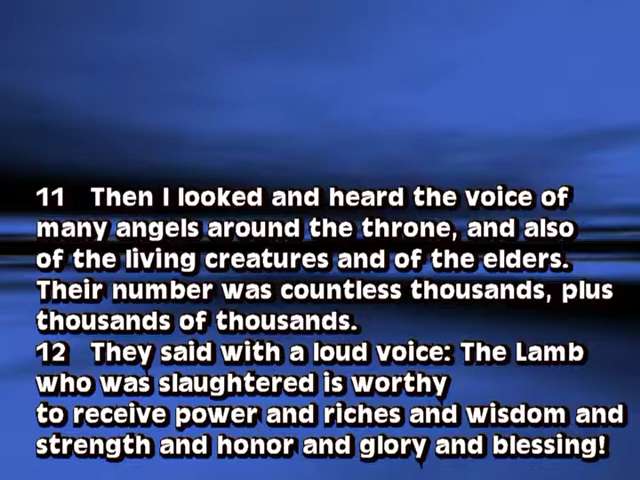 11 Then I looked and heard the voice of
many angels around the throne, and also
of the living creatures and of the elders.
Their number was countless thousands, plus
thousands of thousands.
12 They said with a loud voice: The Lamb
who was slaughtered is worthy
to receive power and riches and wisdom and
strength and honor and glory and blessing!